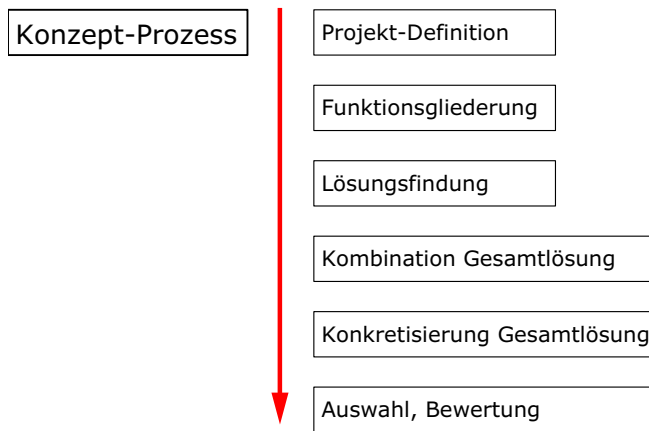 Konzept-Prozess
Projekt-Definition
Funktionsgliederung
Lösungsfindung
Kombination Gesamtlösung
Konkretisierung Gesamtlösung
Auswahl, Bewertung